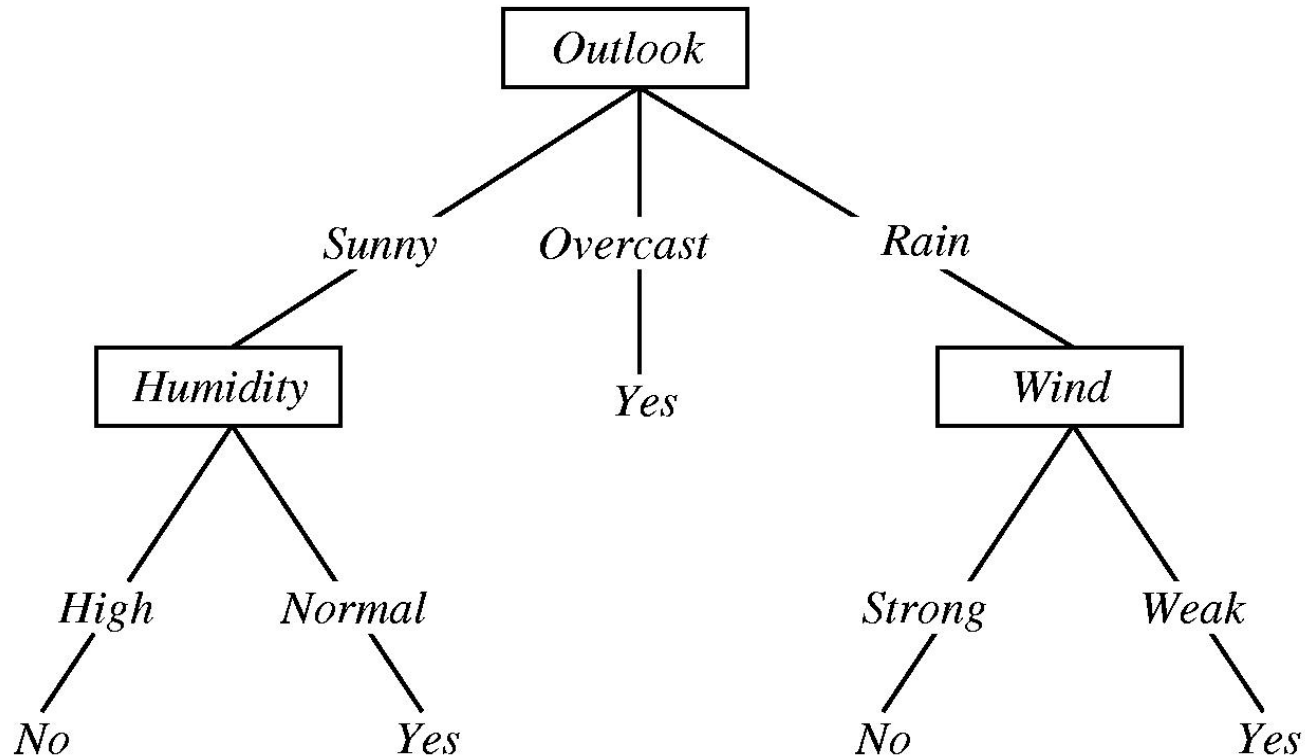 Outlook
Sunny Overcast Rain
Humidity Yes Wind
High Normal Strong Weak
No Yes No Yes